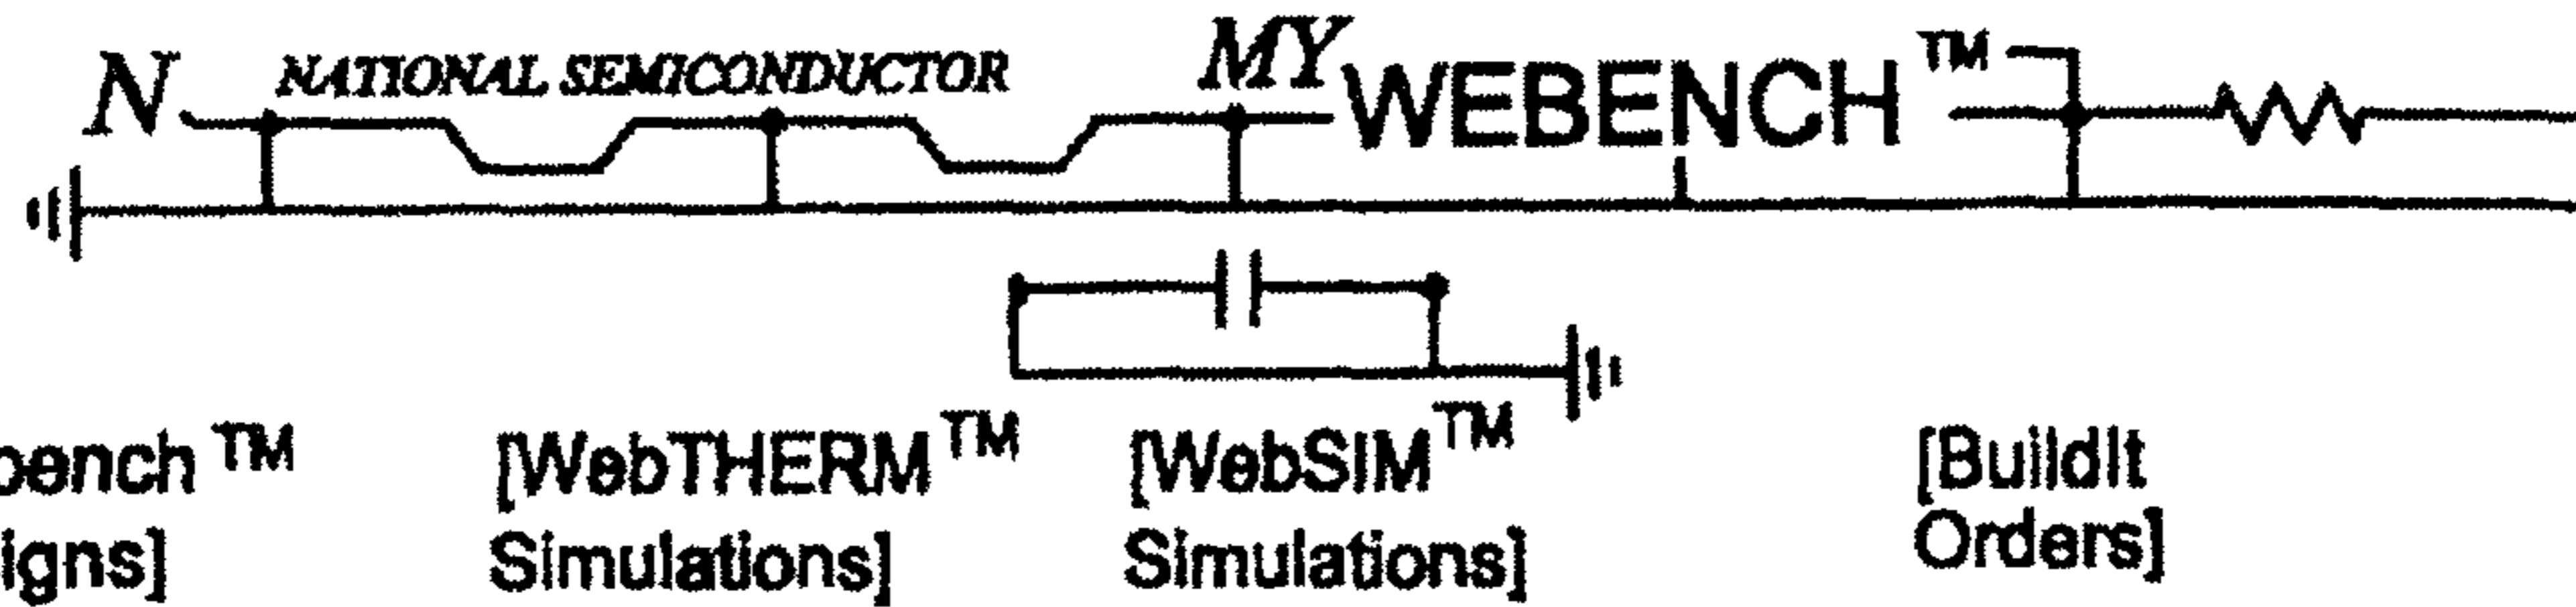 N NATIONAL SEMICONDUCTOR MY WEBENCH™
bench™ [WebTHERM™ [WebSIM™ [BuildIt
igns] Simulations] Simulations] Orders]